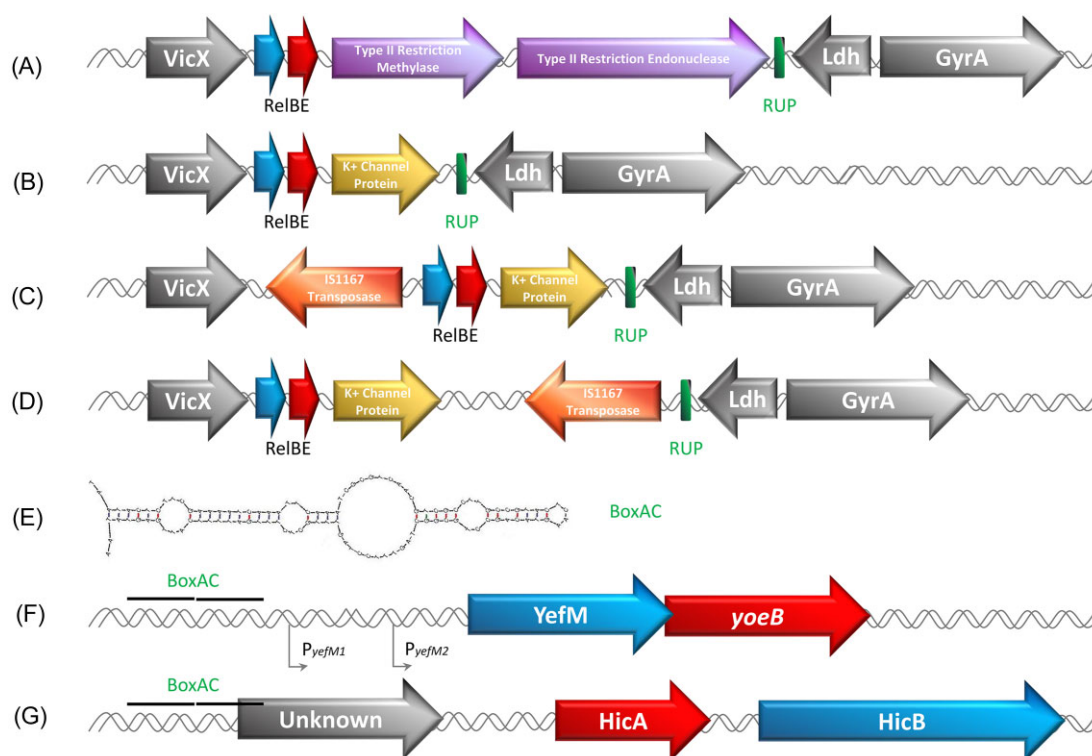 (A)
VicX
RelBE
Type II Restriction
Methylase
Type II Restriction Endonuclease
RUP
Ldh
GyrA
(B)
VicX
RelBE
K+ Channel
Protein
RUP
Ldh
GyrA
(C)
VicX
IS1167
Transposase
RelBE
K+ Channel
Protein
RUP
Ldh
GyrA
(D)
VicX
RelBE
K+ Channel
Protein
IS1167
Transposase
RUP
Ldh
GyrA
(E)
BoxAC
(F)
BoxAC
PyefM1
PyefM2
YefM
yoeB
(G)
BoxAC
Unknown
HicA
HicB